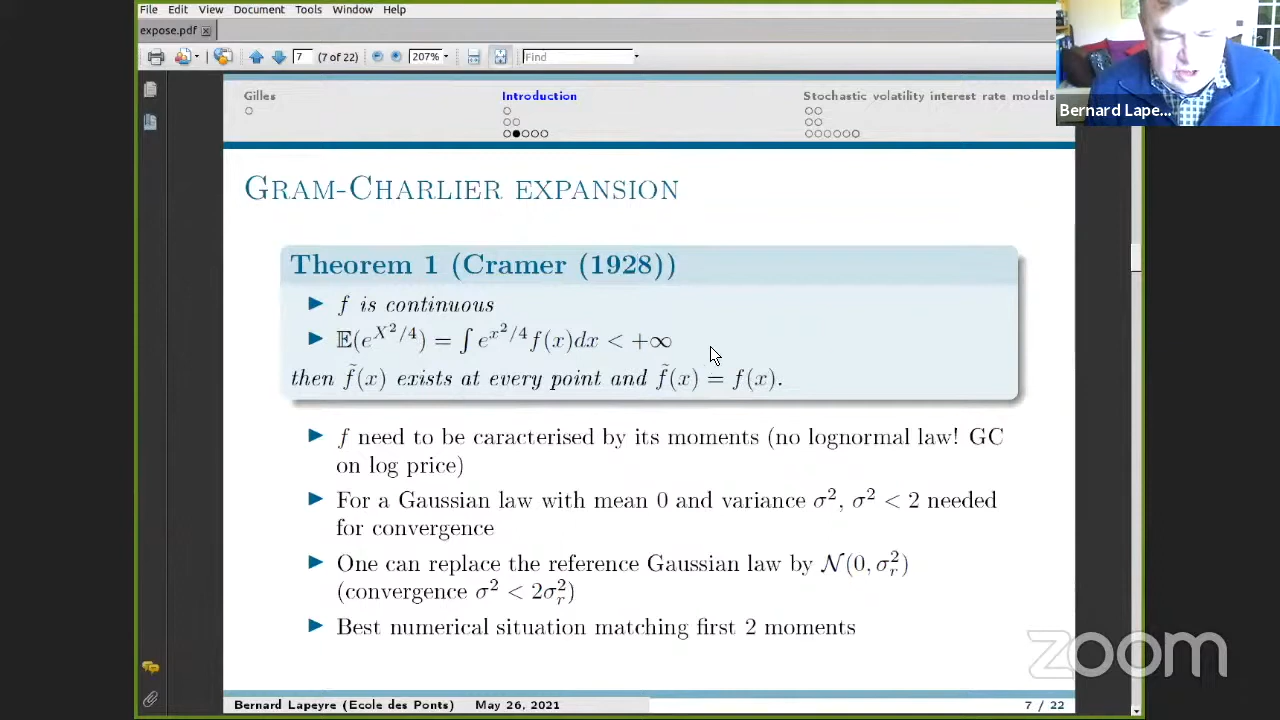 File Edit View Document Tools Window Help
expose.pdf
7 (7 of 22) 207% Find
Gilles Introduction Stochastic volatility interest rate models
Bernard Lape...
GRAM-CHARLIER EXPANSION
Theorem 1 (Cramer (1928))
► f is continuous
► 𝔼(e^{X²/4}) = ∫ e^{x²/4} f(x)dx < +∞
then f̃(x) exists at every point and f̃(x) = f(x).
► f need to be caracterised by its moments (no lognormal law! GC
on log price)
► For a Gaussian law with mean 0 and variance σ², σ² < 2 needed
for convergence
► One can replace the reference Gaussian law by 𝒩(0, σ_r²)
(convergence σ² < 2σ_r²)
► Best numerical situation matching first 2 moments
zoom
Bernard Lapeyre (Ecole des Ponts) May 26, 2021 7 / 22